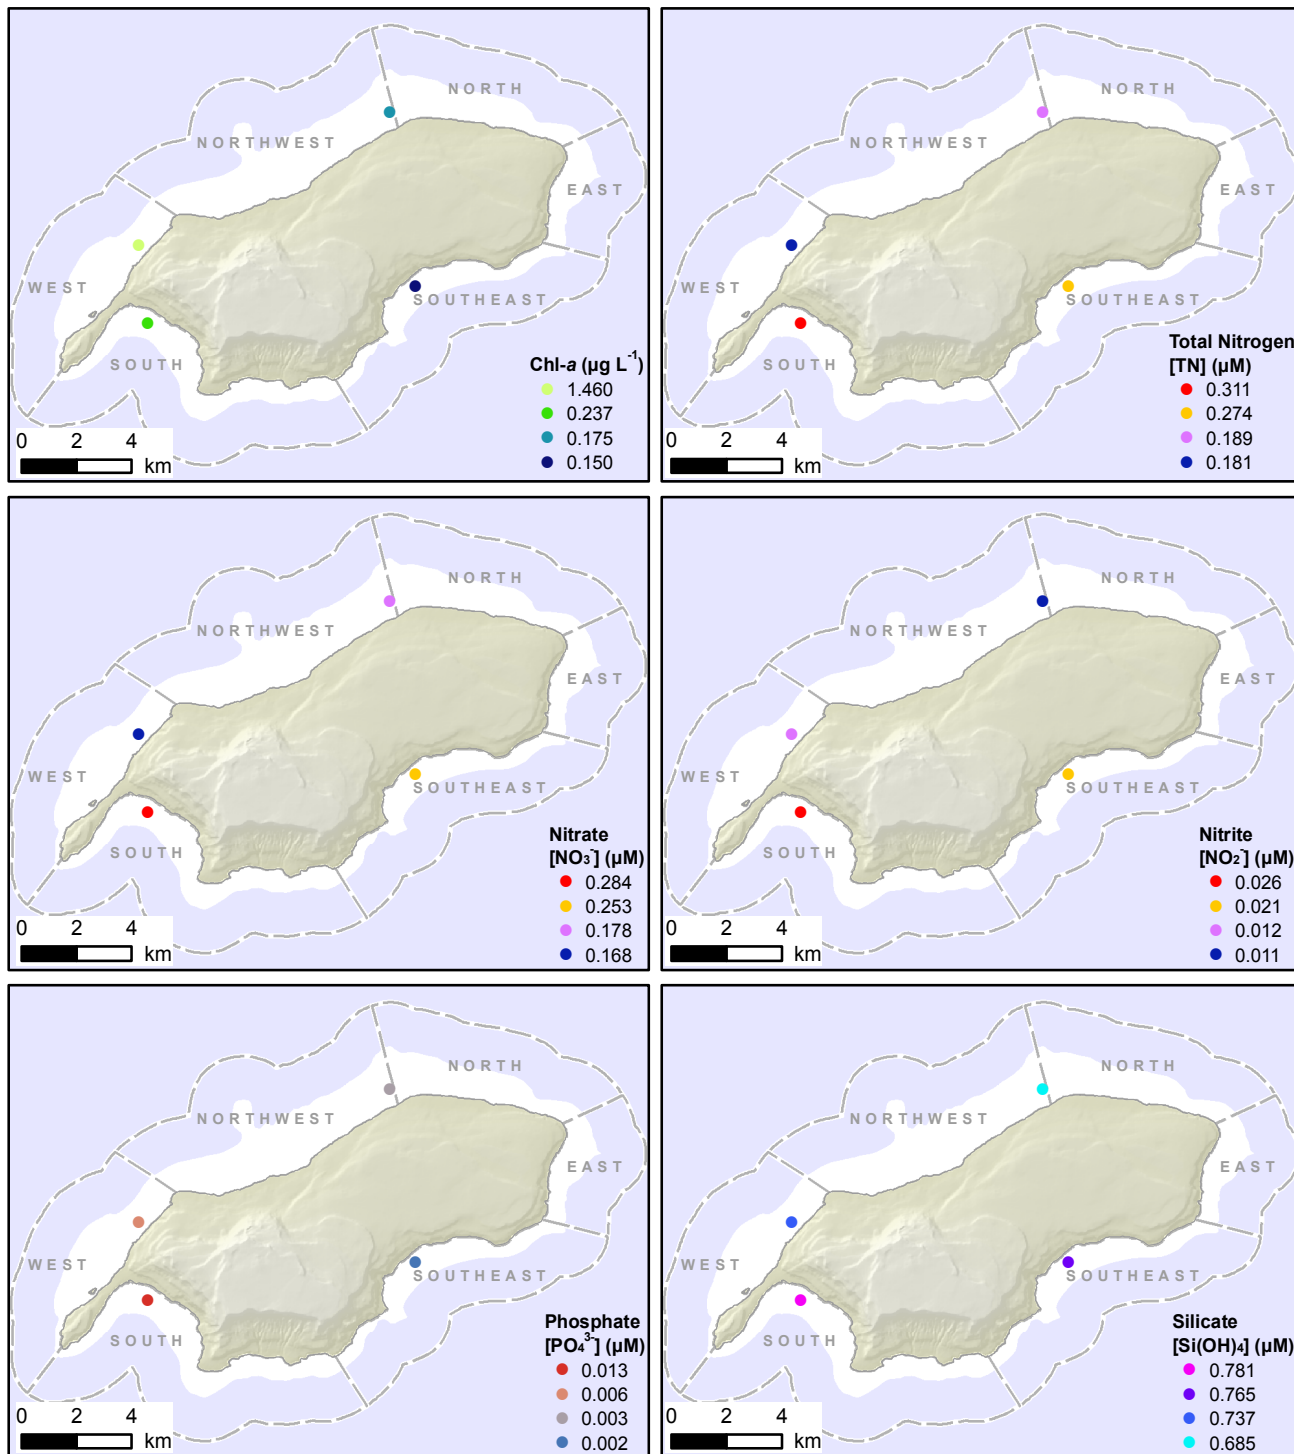 NORTH
NORTHWEST
EAST
WEST
SOUTHEAST
SOUTH
Chl-a (µg L⁻¹)
1.460
0.237
0.175
0.150
0 2 4
km
NORTH
NORTHWEST
EAST
WEST
SOUTHEAST
SOUTH
Total Nitrogen
[TN] (µM)
0.311
0.274
0.189
0.181
0 2 4
km
NORTH
NORTHWEST
EAST
WEST
SOUTHEAST
SOUTH
Nitrate
[NO₃⁻] (µM)
0.284
0.253
0.178
0.168
0 2 4
km
NORTH
NORTHWEST
EAST
WEST
SOUTHEAST
SOUTH
Nitrite
[NO₂⁻] (µM)
0.026
0.021
0.012
0.011
0 2 4
km
NORTH
NORTHWEST
EAST
WEST
SOUTHEAST
SOUTH
Phosphate
[PO₄³⁻] (µM)
0.013
0.006
0.003
0.002
0 2 4
km
NORTH
NORTHWEST
EAST
WEST
SOUTHEAST
SOUTH
Silicate
[Si(OH)₄] (µM)
0.781
0.765
0.737
0.685
0 2 4
km